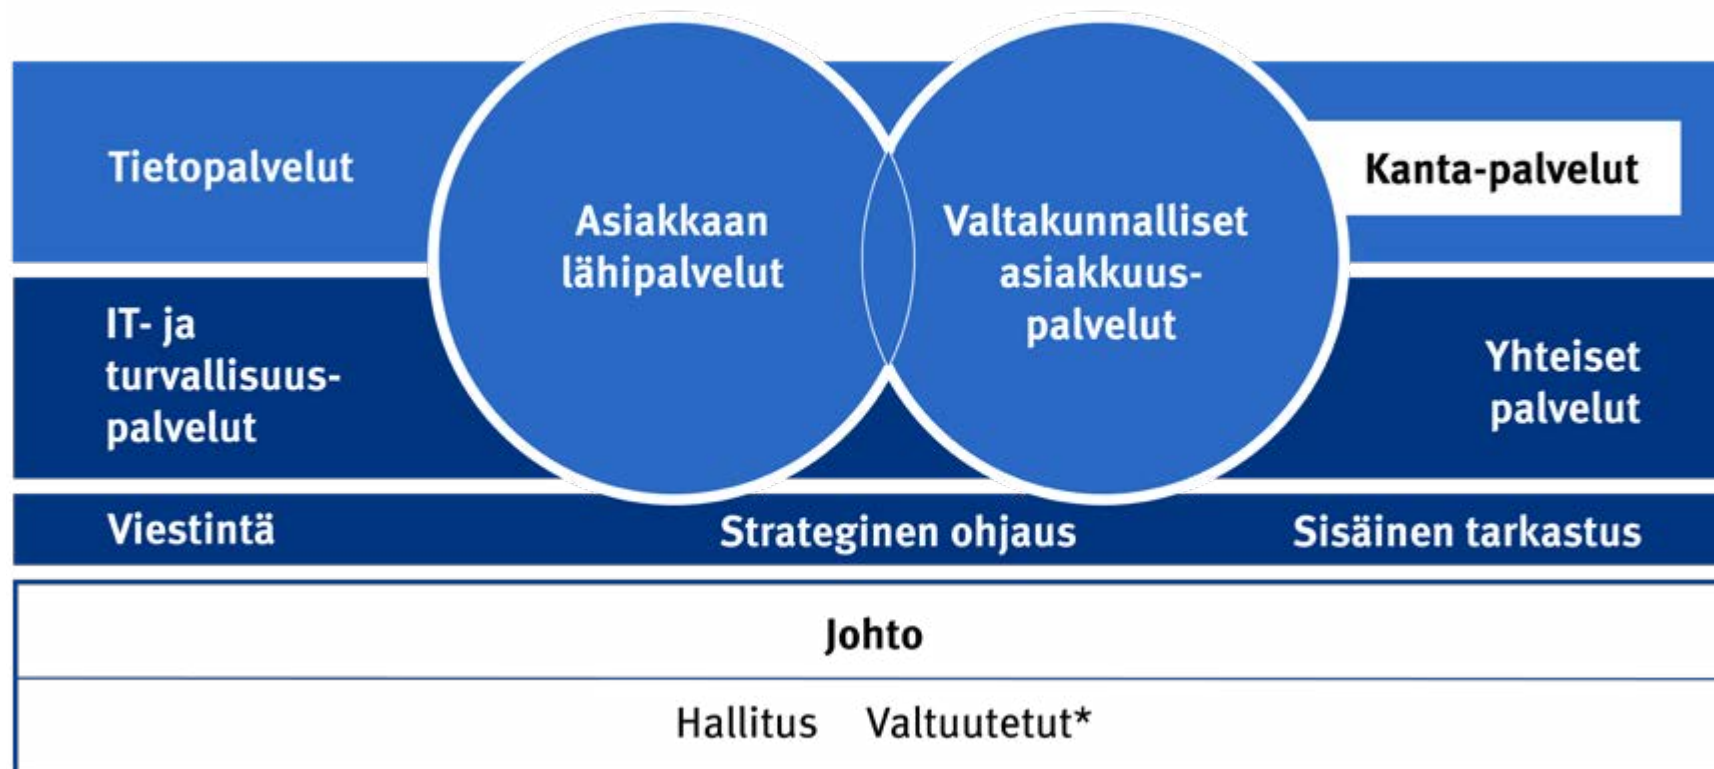 Tietopalvelut
Asiakkaan
lähipalvelut
Valtakunnalliset
asiakkuus-
palvelut
Kanta-palvelut
IT- ja
turvallisuus-
palvelut
Yhteiset
palvelut
Viestintä
Strateginen ohjaus
Sisäinen tarkastus
Johto
Hallitus Valtuutetut*